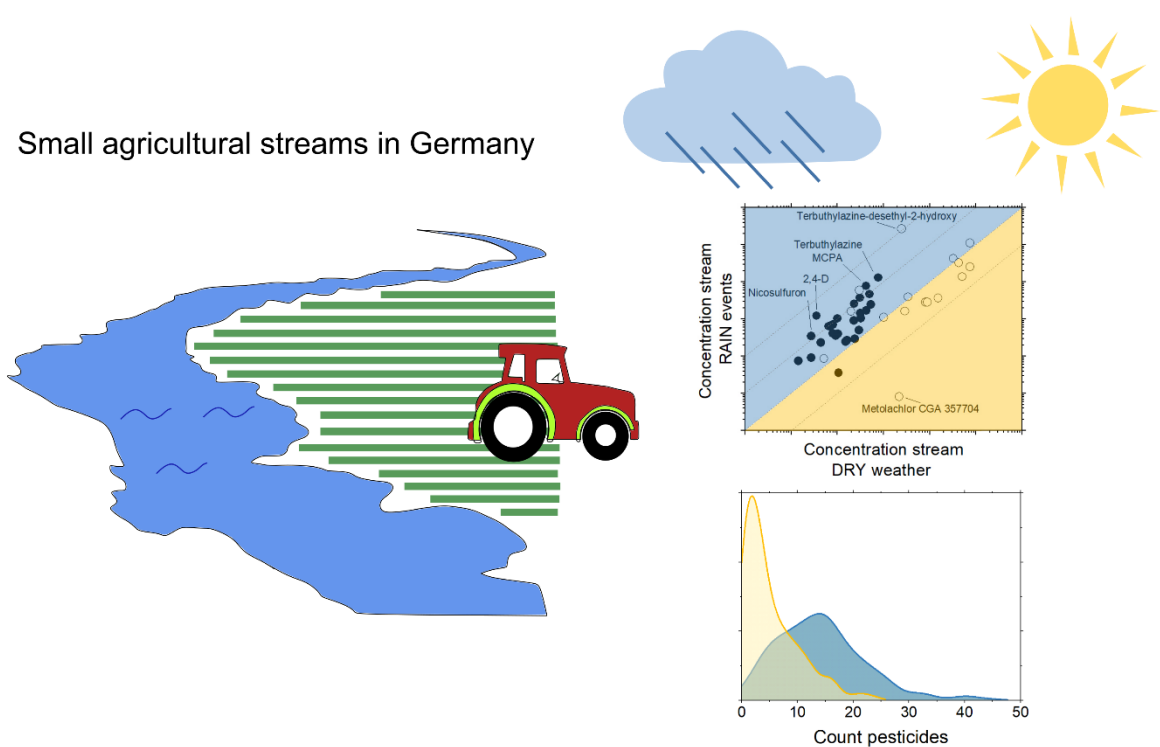 Small agricultural streams in Germany
Terbuthylazine-desethyl-2-hydroxy
Terbuthylazine
MCPA
2,4-D
Nicosulfuron
Metolachlor CGA 357704
Concentration stream
RAIN events
Concentration stream
DRY weather
0 10 20 30 40 50
Count pesticides